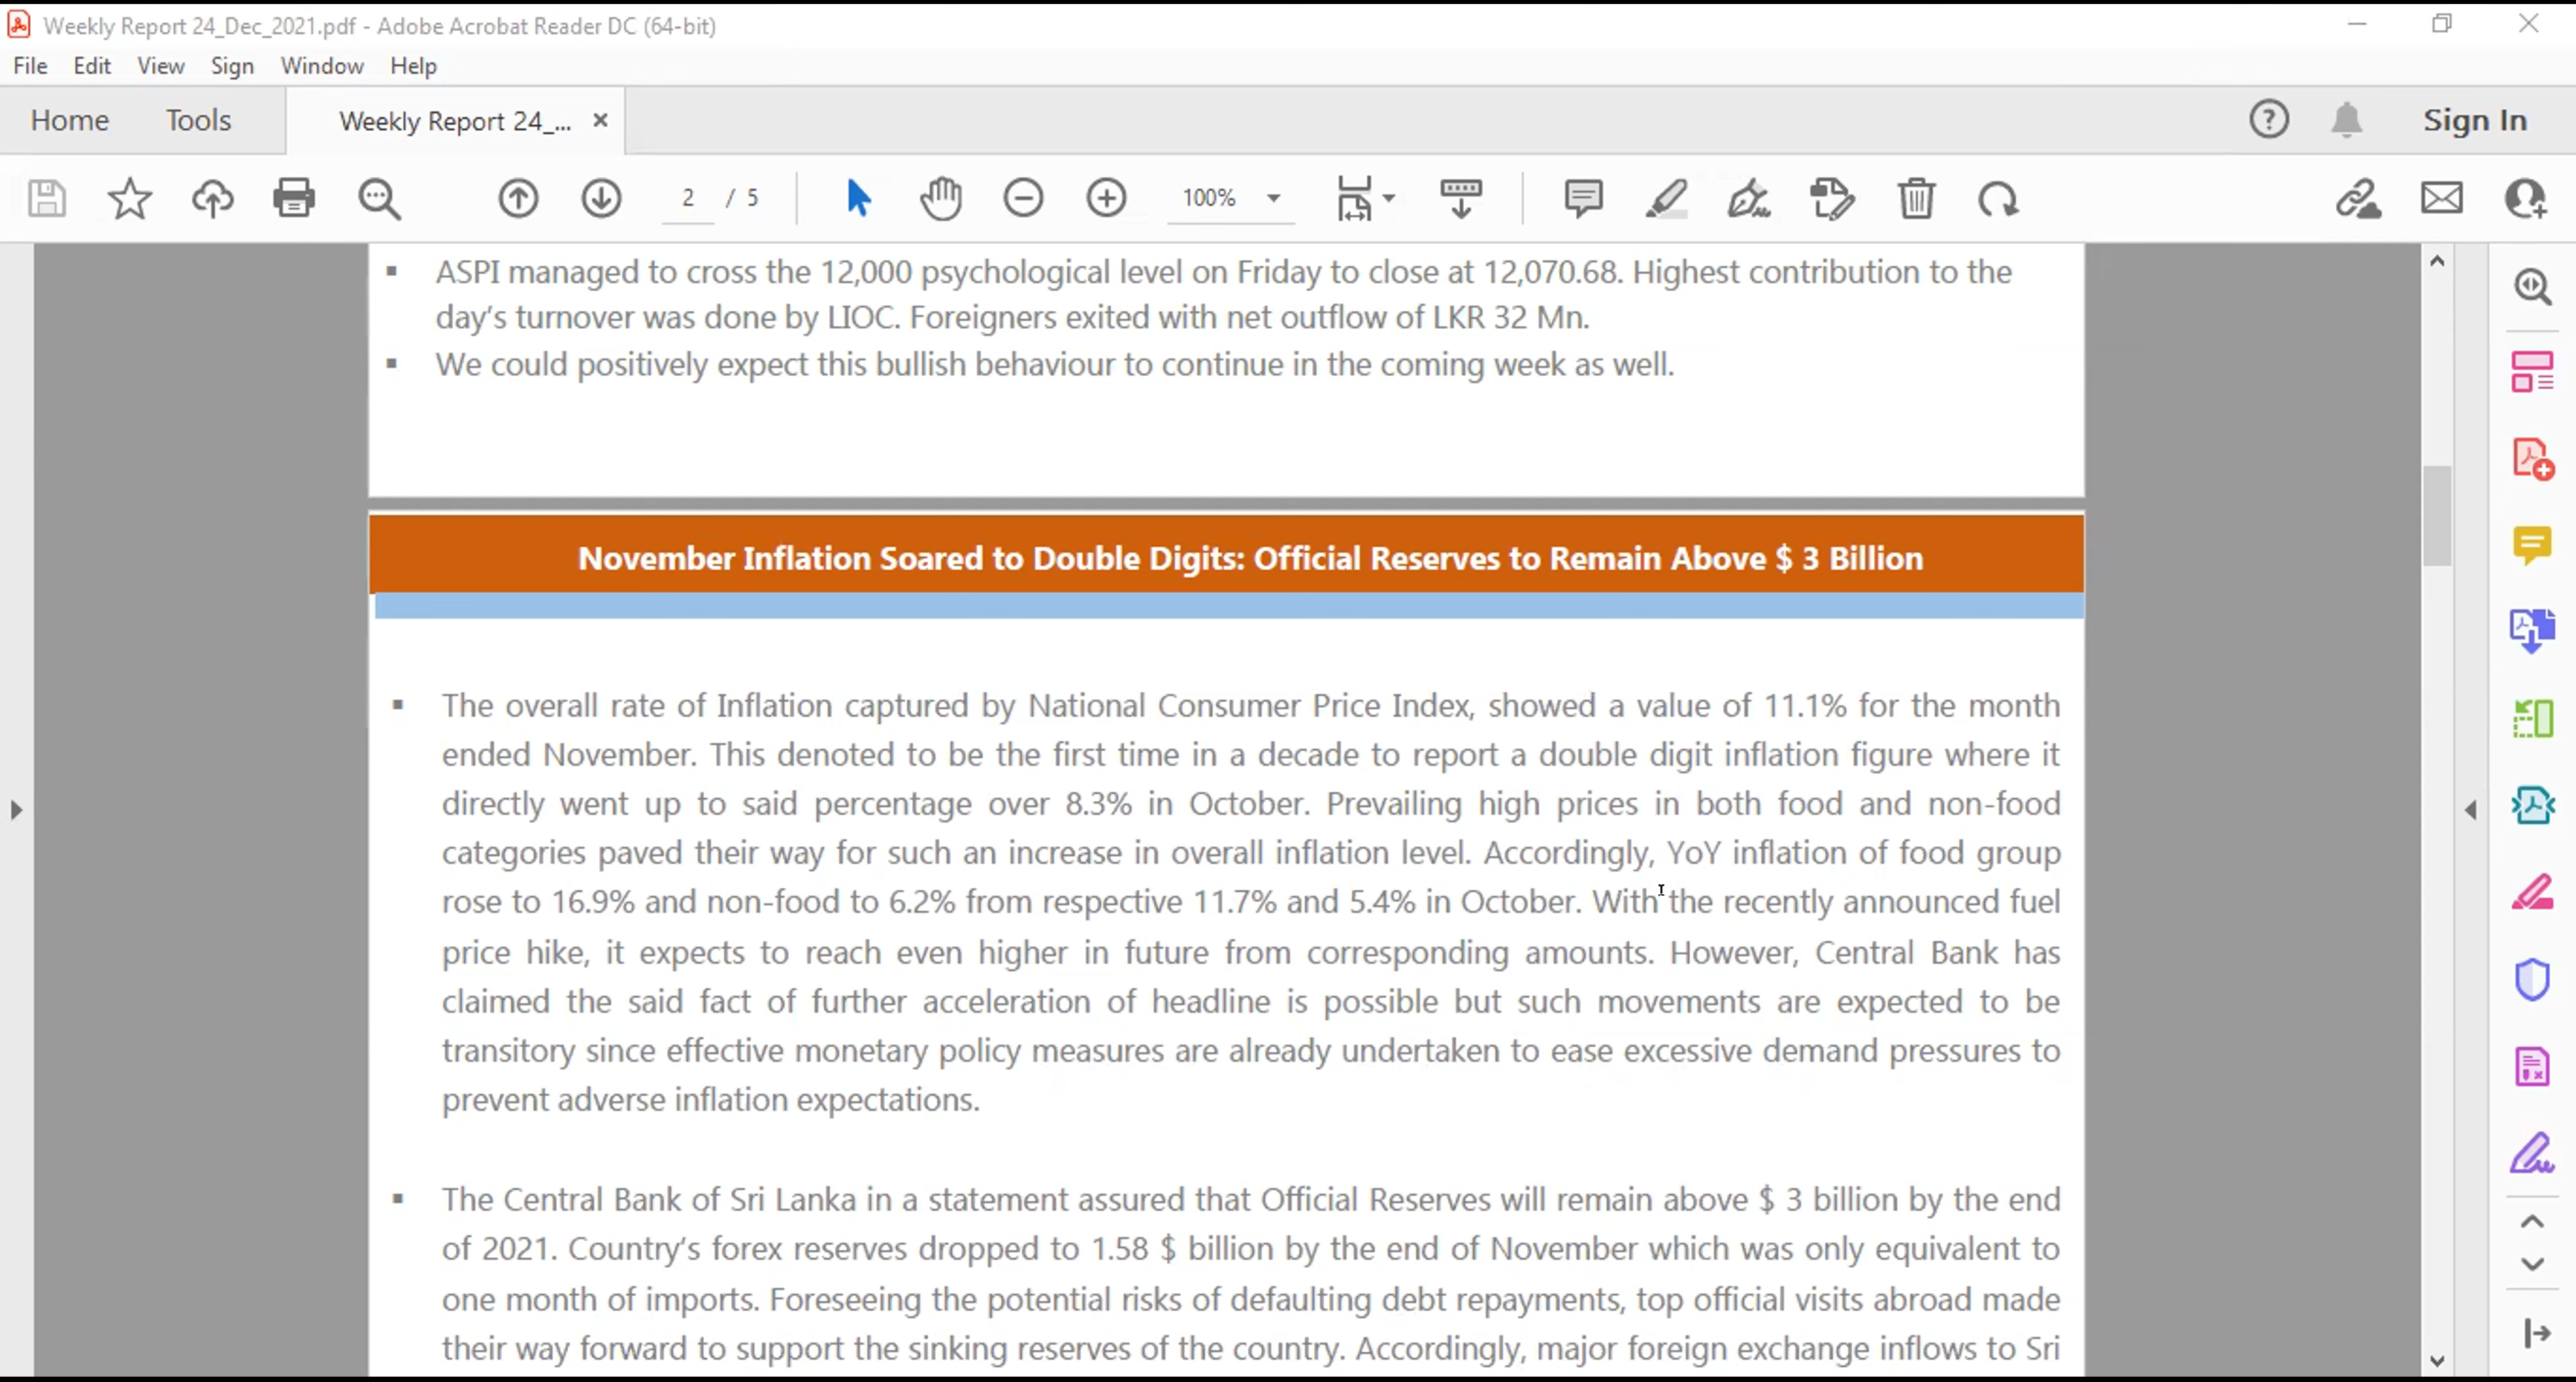 Weekly Report 24_Dec_2021.pdf - Adobe Acrobat Reader DC (64-bit)
File Edit View Sign Window Help
Home Tools Weekly Report 24_... × Sign In
2 / 5 100%
▪ ASPI managed to cross the 12,000 psychological level on Friday to close at 12,070.68. Highest contribution to the
day's turnover was done by LIOC. Foreigners exited with net outflow of LKR 32 Mn.
▪ We could positively expect this bullish behaviour to continue in the coming week as well.
November Inflation Soared to Double Digits: Official Reserves to Remain Above $ 3 Billion
▪ The overall rate of Inflation captured by National Consumer Price Index, showed a value of 11.1% for the month
ended November. This denoted to be the first time in a decade to report a double digit inflation figure where it
directly went up to said percentage over 8.3% in October. Prevailing high prices in both food and non-food
categories paved their way for such an increase in overall inflation level. Accordingly, YoY inflation of food group
rose to 16.9% and non-food to 6.2% from respective 11.7% and 5.4% in October. With the recently announced fuel
price hike, it expects to reach even higher in future from corresponding amounts. However, Central Bank has
claimed the said fact of further acceleration of headline is possible but such movements are expected to be
transitory since effective monetary policy measures are already undertaken to ease excessive demand pressures to
prevent adverse inflation expectations.
▪ The Central Bank of Sri Lanka in a statement assured that Official Reserves will remain above $ 3 billion by the end
of 2021. Country's forex reserves dropped to 1.58 $ billion by the end of November which was only equivalent to
one month of imports. Foreseeing the potential risks of defaulting debt repayments, top official visits abroad made
their way forward to support the sinking reserves of the country. Accordingly, major foreign exchange inflows to Sri